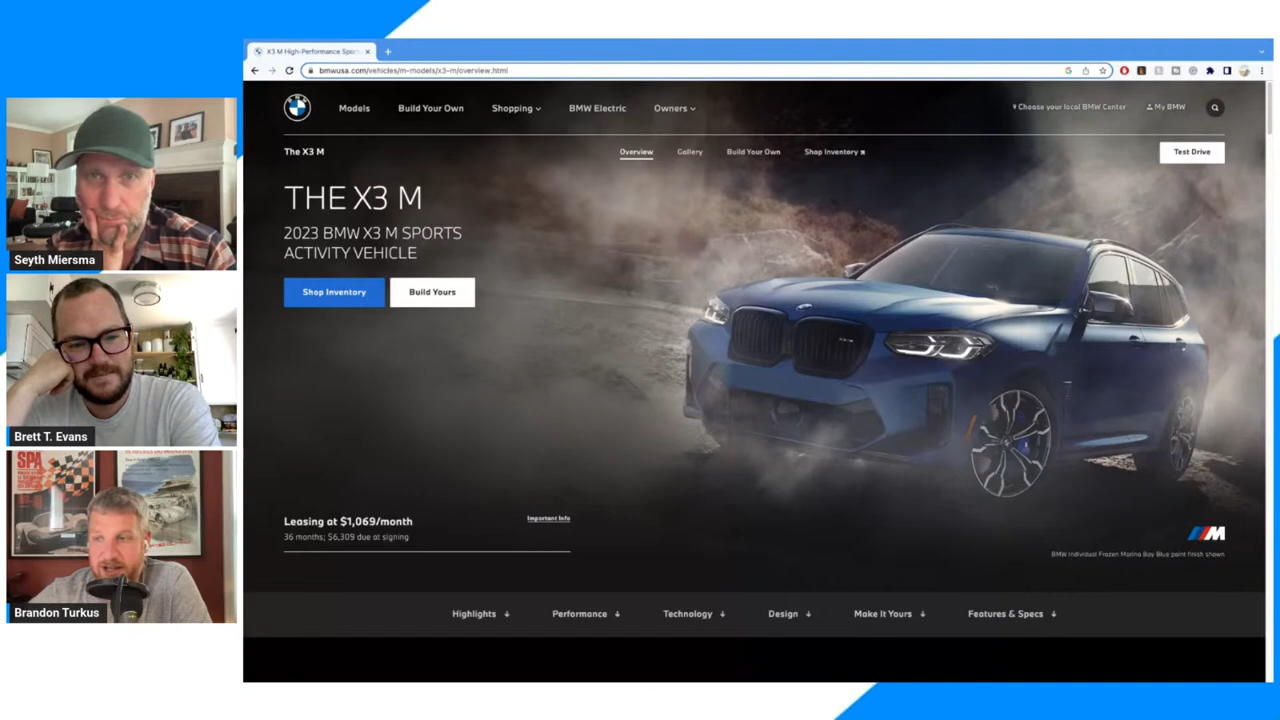 X3 M High-Performance Sport
bmwusa.com/vehicles/m-models/x3-m/overview.html
Models
Build Your Own
Shopping
BMW Electric
Owners
Choose your local BMW Center
My BMW
The X3 M
Overview
Gallery
Build Your Own
Shop Inventory
Test Drive
THE X3 M
2023 BMW X3 M SPORTS
ACTIVITY VEHICLE
Shop Inventory
Build Yours
Leasing at $1,069/month
Important Info
36 months; $6,309 due at signing
M
BMW Individual Frozen Marina Bay Blue paint finish shown
Highlights
Performance
Technology
Design
Make It Yours
Features & Specs
Seyth Miersma
Brett T. Evans
SPA
Brandon Turkus